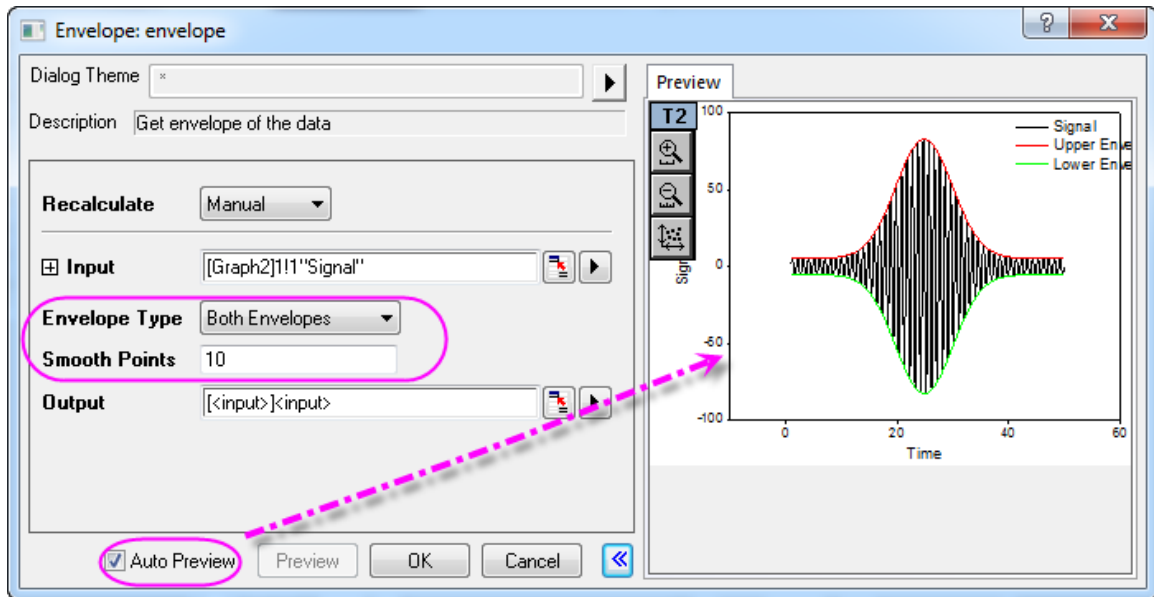 Envelope: envelope
Dialog Theme *
Description Get envelope of the data
Recalculate Manual
Input [Graph2]1!1"Signal"
Envelope Type Both Envelopes
Smooth Points 10
Output [<input>]<input>
Auto Preview Preview OK Cancel
Preview
T2
100
50
0
-50
-100
0 20 40 60
Time
Sign
Signal
Upper Enve
Lower Enve